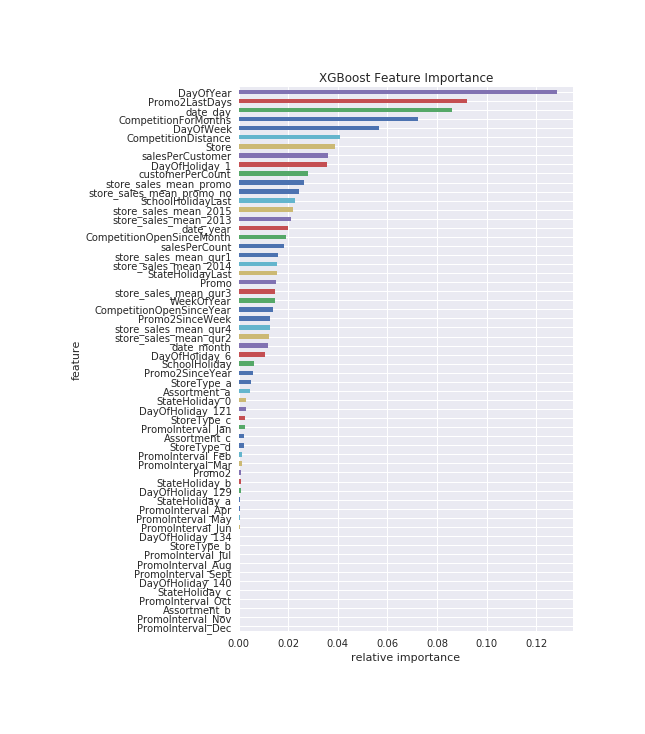 XGBoost Feature Importance
DayOfYear
Promo2LastDays
date_day
CompetitionForMonths
DayOfWeek
CompetitionDistance
Store
salesPerCustomer
DayOfHoliday_1
customerPerCount
store_sales_mean_promo
store_sales_mean_promo_no
SchoolHolidayLast
store_sales_mean_2015
store_sales_mean_2013
date_year
CompetitionOpenSinceMonth
salesPerCount
store_sales_mean_qur1
store_sales_mean_2014
StateHolidayLast
Promo
store_sales_mean_qur3
WeekOfYear
CompetitionOpenSinceYear
Promo2SinceWeek
store_sales_mean_qur4
store_sales_mean_qur2
date_month
DayOfHoliday_6
SchoolHoliday
Promo2SinceYear
StoreType_a
Assortment_a
StateHoliday_0
DayOfHoliday_121
StoreType_c
PromoInterval_Jan
Assortment_c
StoreType_d
PromoInterval_Feb
PromoInterval_Mar
Promo2
StateHoliday_b
DayOfHoliday_129
StateHoliday_a
PromoInterval_Apr
PromoInterval_May
PromoInterval_Jun
DayOfHoliday_134
StoreType_b
PromoInterval_Jul
PromoInterval_Aug
PromoInterval_Sept
DayOfHoliday_140
StateHoliday_c
PromoInterval_Oct
Assortment_b
PromoInterval_Nov
PromoInterval_Dec
feature
0.00 0.02 0.04 0.06 0.08 0.10 0.12
relative importance